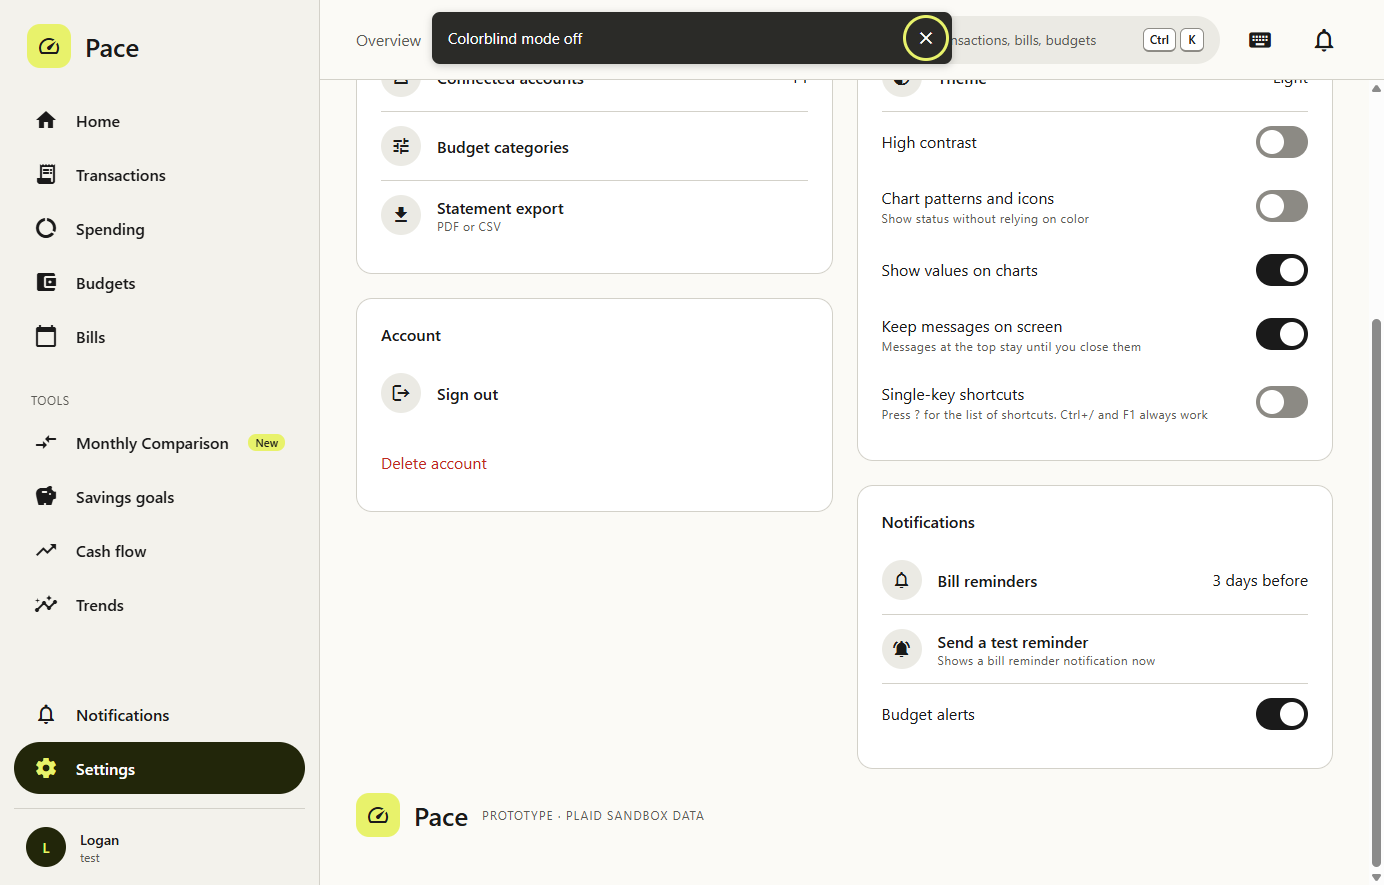 Pace
Home
Transactions
Spending
Budgets
Bills
TOOLS
Monthly Comparison New
Savings goals
Cash flow
Trends
Notifications
Settings
L
Logan
test
Overview
Colorblind mode off
transactions, bills, budgets Ctrl K
Connected accounts
Budget categories
Statement export
PDF or CSV
Account
Sign out
Delete account
Theme Light
High contrast
Chart patterns and icons
Show status without relying on color
Show values on charts
Keep messages on screen
Messages at the top stay until you close them
Single-key shortcuts
Press ? for the list of shortcuts. Ctrl+/ and F1 always work
Notifications
Bill reminders 3 days before
Send a test reminder
Shows a bill reminder notification now
Budget alerts
Pace PROTOTYPE · PLAID SANDBOX DATA